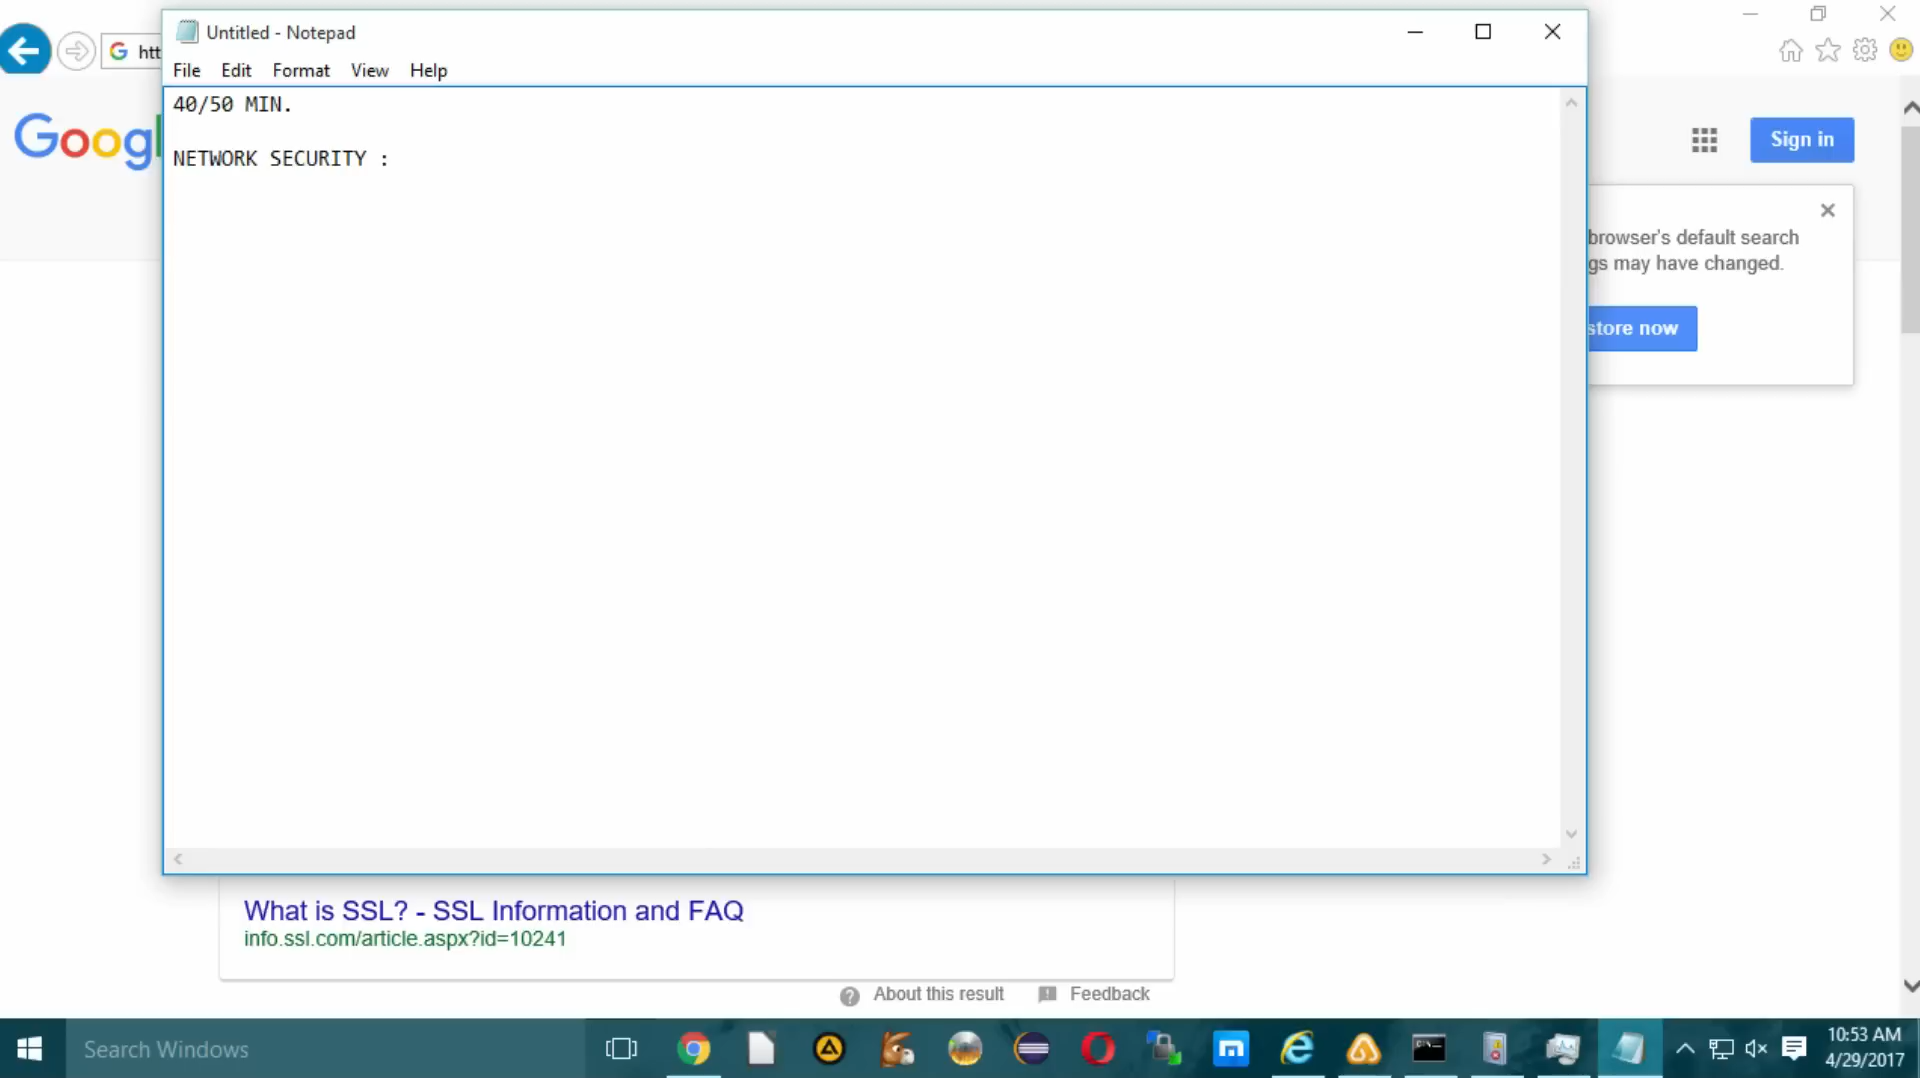 Untitled - Notepad
htt
File Edit Format View Help
40/50 MIN.
Googl
Sign in
NETWORK SECURITY :
browser's default search
gs may have changed.
store now
What is SSL? - SSL Information and FAQ
info.ssl.com/article.aspx?id=10241
About this result Feedback
Search Windows
10:53 AM
4/29/2017